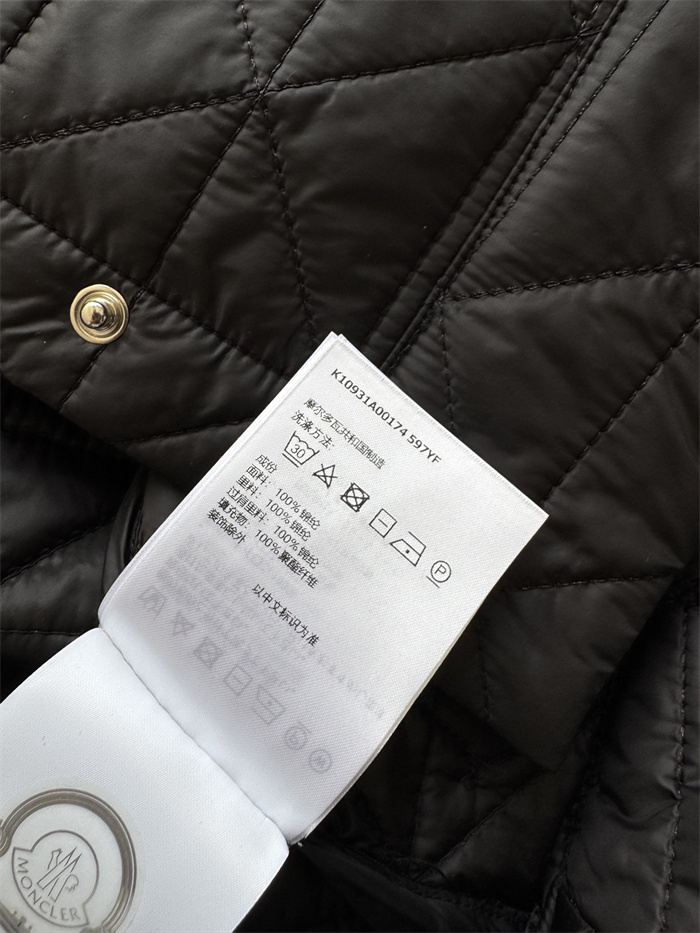 K10931A00174 597YF
摩尔多瓦共和国制造
洗涤方法:
30
P
成份
面料: 100% 锦纶
里料: 100% 锦纶
过肩里料: 100% 锦纶
填充物: 100% 聚酯纤维
装饰除外
以中文标识为准
W
MONCLER